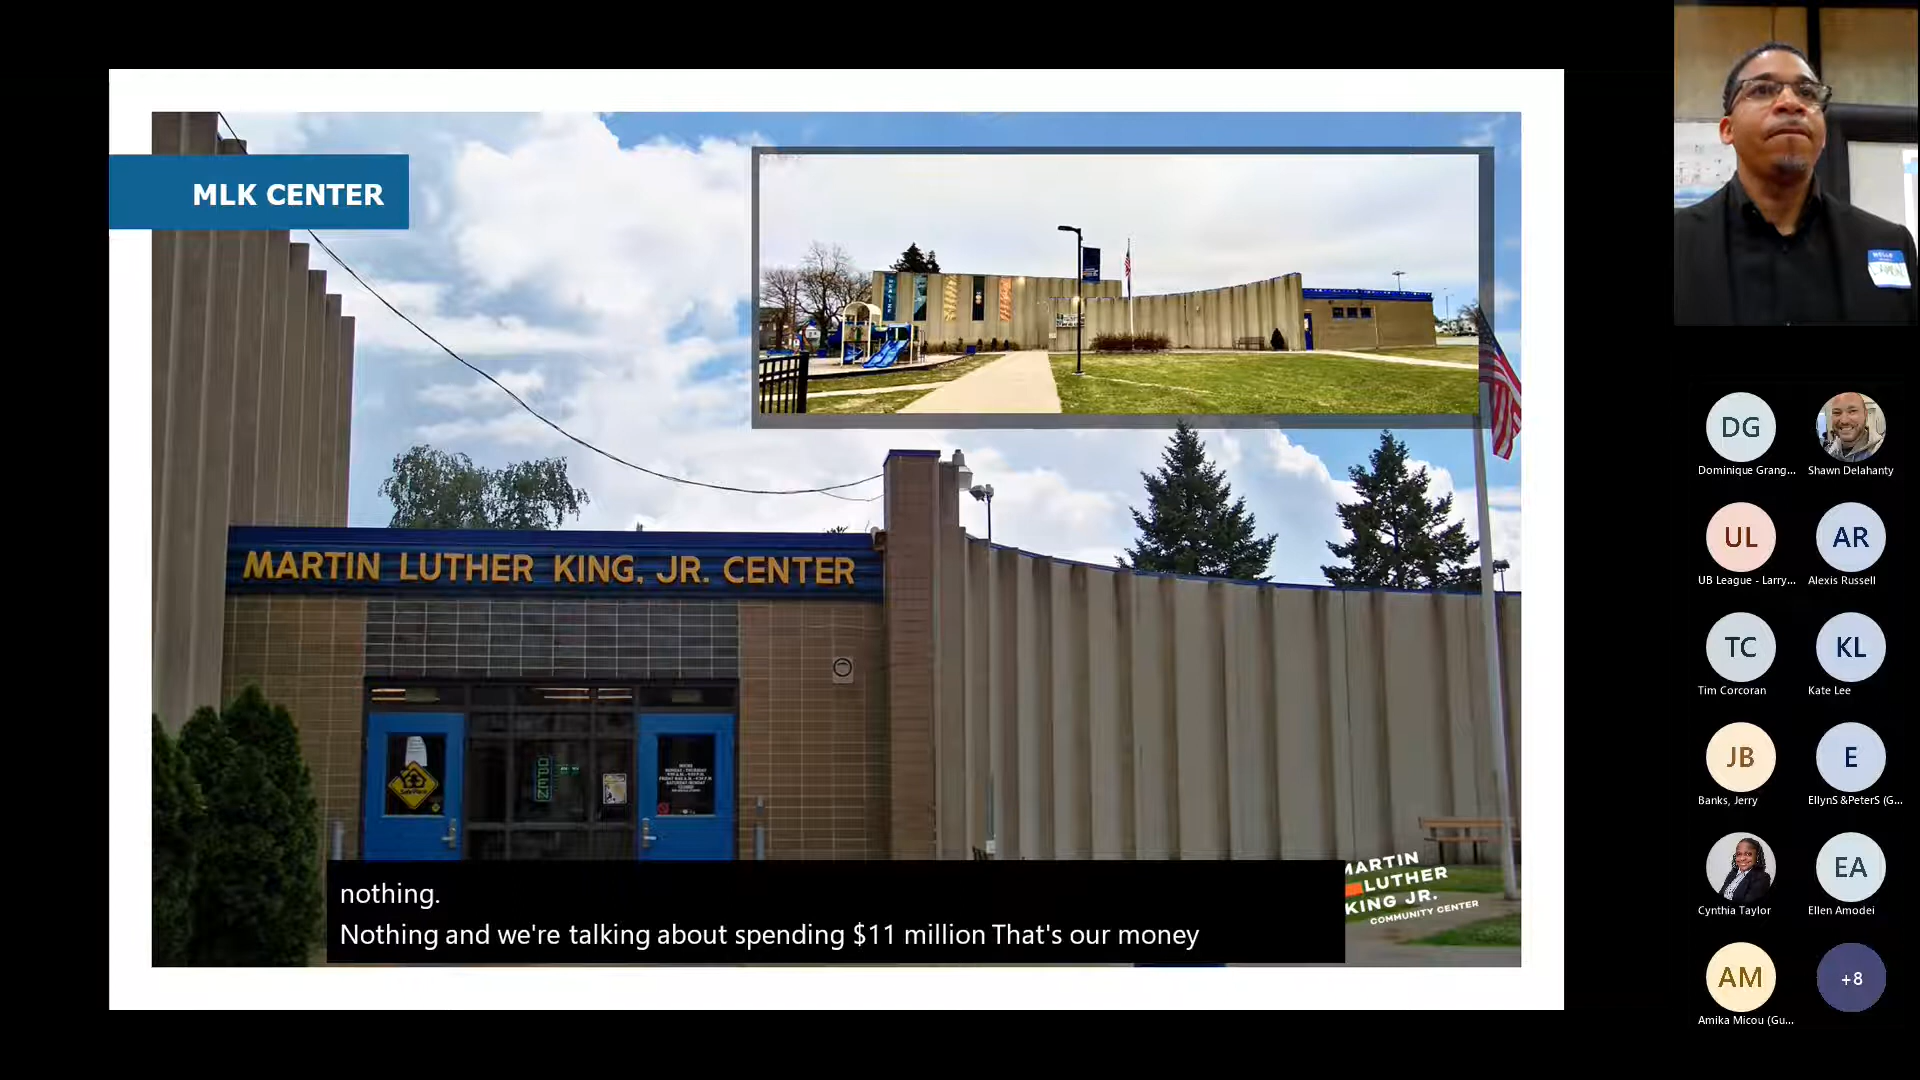 MLK CENTER
MARTIN LUTHER KING, JR. CENTER
OPEN
nothing.
Nothing and we're talking about spending $11 million That's our money
MARTIN
LUTHER
KING JR.
COMMUNITY CENTER
DG
Dominique Grang...
Shawn Delahanty
UL
UB League - Larry...
AR
Alexis Russell
TC
Tim Corcoran
KL
Kate Lee
JB
Banks, Jerry
E
EllynS &PeterS (G...
Cynthia Taylor
EA
Ellen Amodei
AM
Amika Micou (Gu...
+8